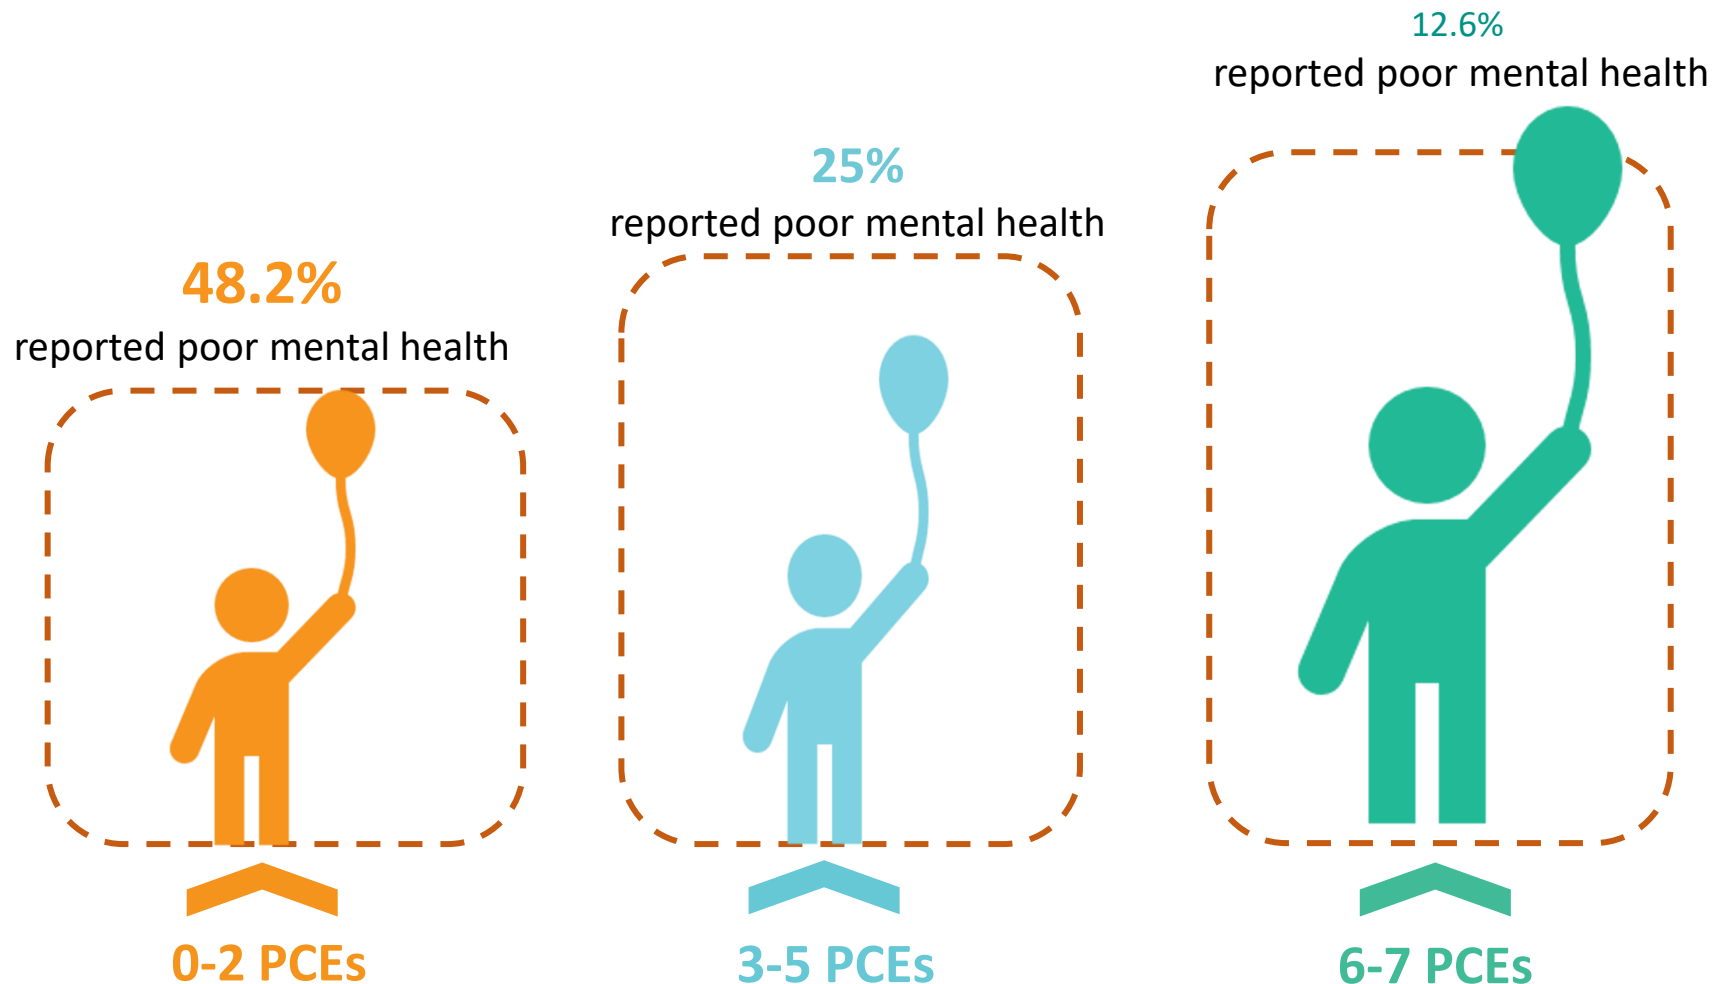 48.2%
reported poor mental health
0-2 PCEs
25%
reported poor mental health
3-5 PCEs
12.6%
reported poor mental health
6-7 PCEs